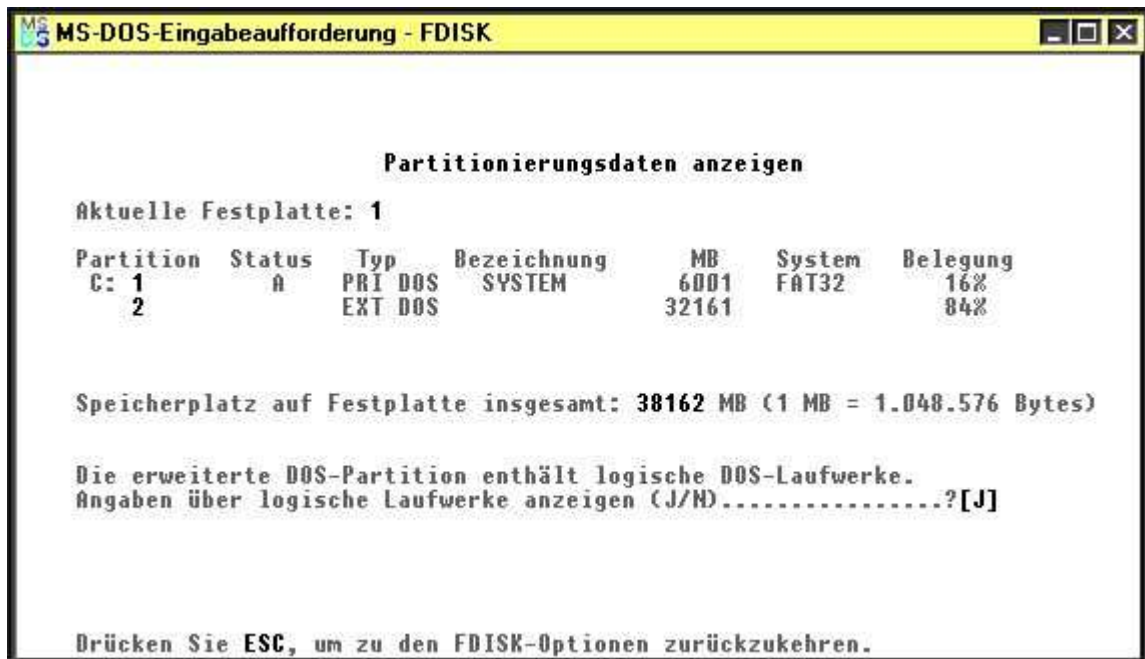 MS-DOS-Eingabeaufforderung - FDISK
Partitionierungsdaten anzeigen
Aktuelle Festplatte: 1
Partition Status Typ Bezeichnung MB System Belegung
C: 1 A PRI DOS SYSTEM 6001 FAT32 16%
2 EXT DOS 32161 84%
Speicherplatz auf Festplatte insgesamt: 38162 MB (1 MB = 1.048.576 Bytes)
Die erweiterte DOS-Partition enthält logische DOS-Laufwerke.
Angaben über logische Laufwerke anzeigen (J/N).................?[J]
Drücken Sie ESC, um zu den FDISK-Optionen zurückzukehren.